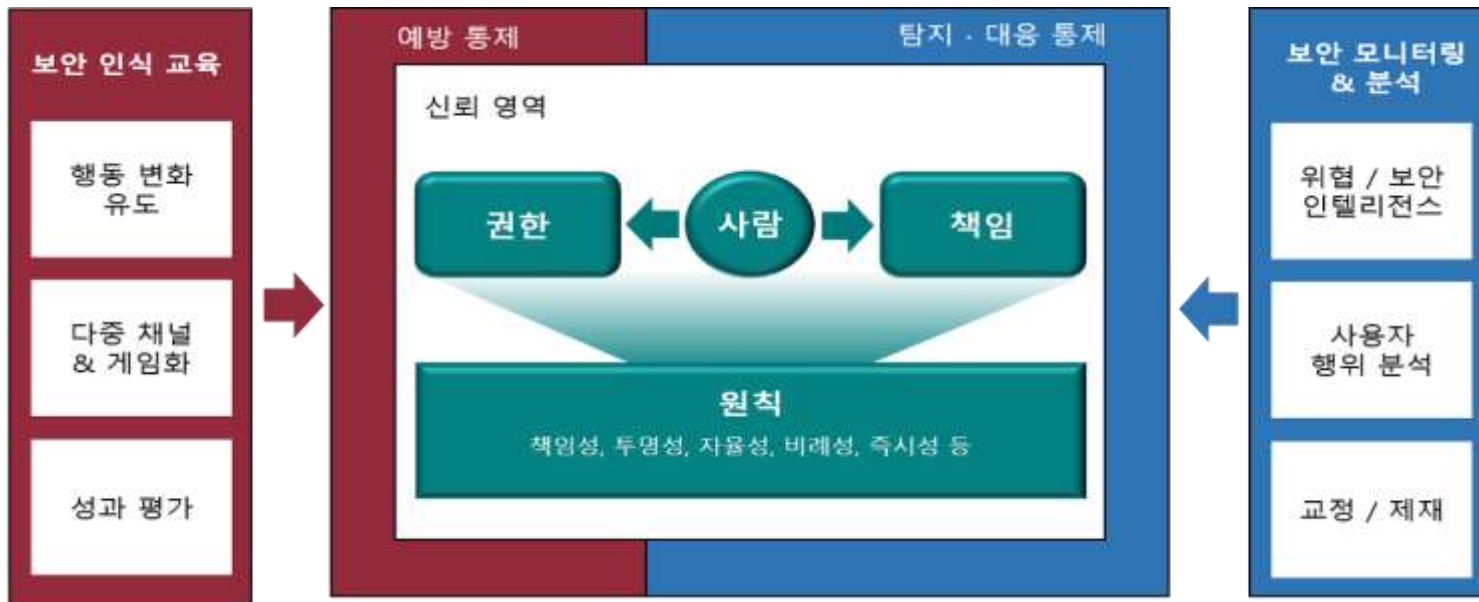 보안 인식 교육
행동 변화
유도
다중 채널
& 게임화
성과 평가
예방 통제
탐지 · 대응 통제
신뢰 영역
권한
사람
책임
원칙
책임성, 투명성, 자율성, 비례성, 즉시성 등
보안 모니터링
& 분석
위협 / 보안
인텔리전스
사용자
행위 분석
교정 / 제재